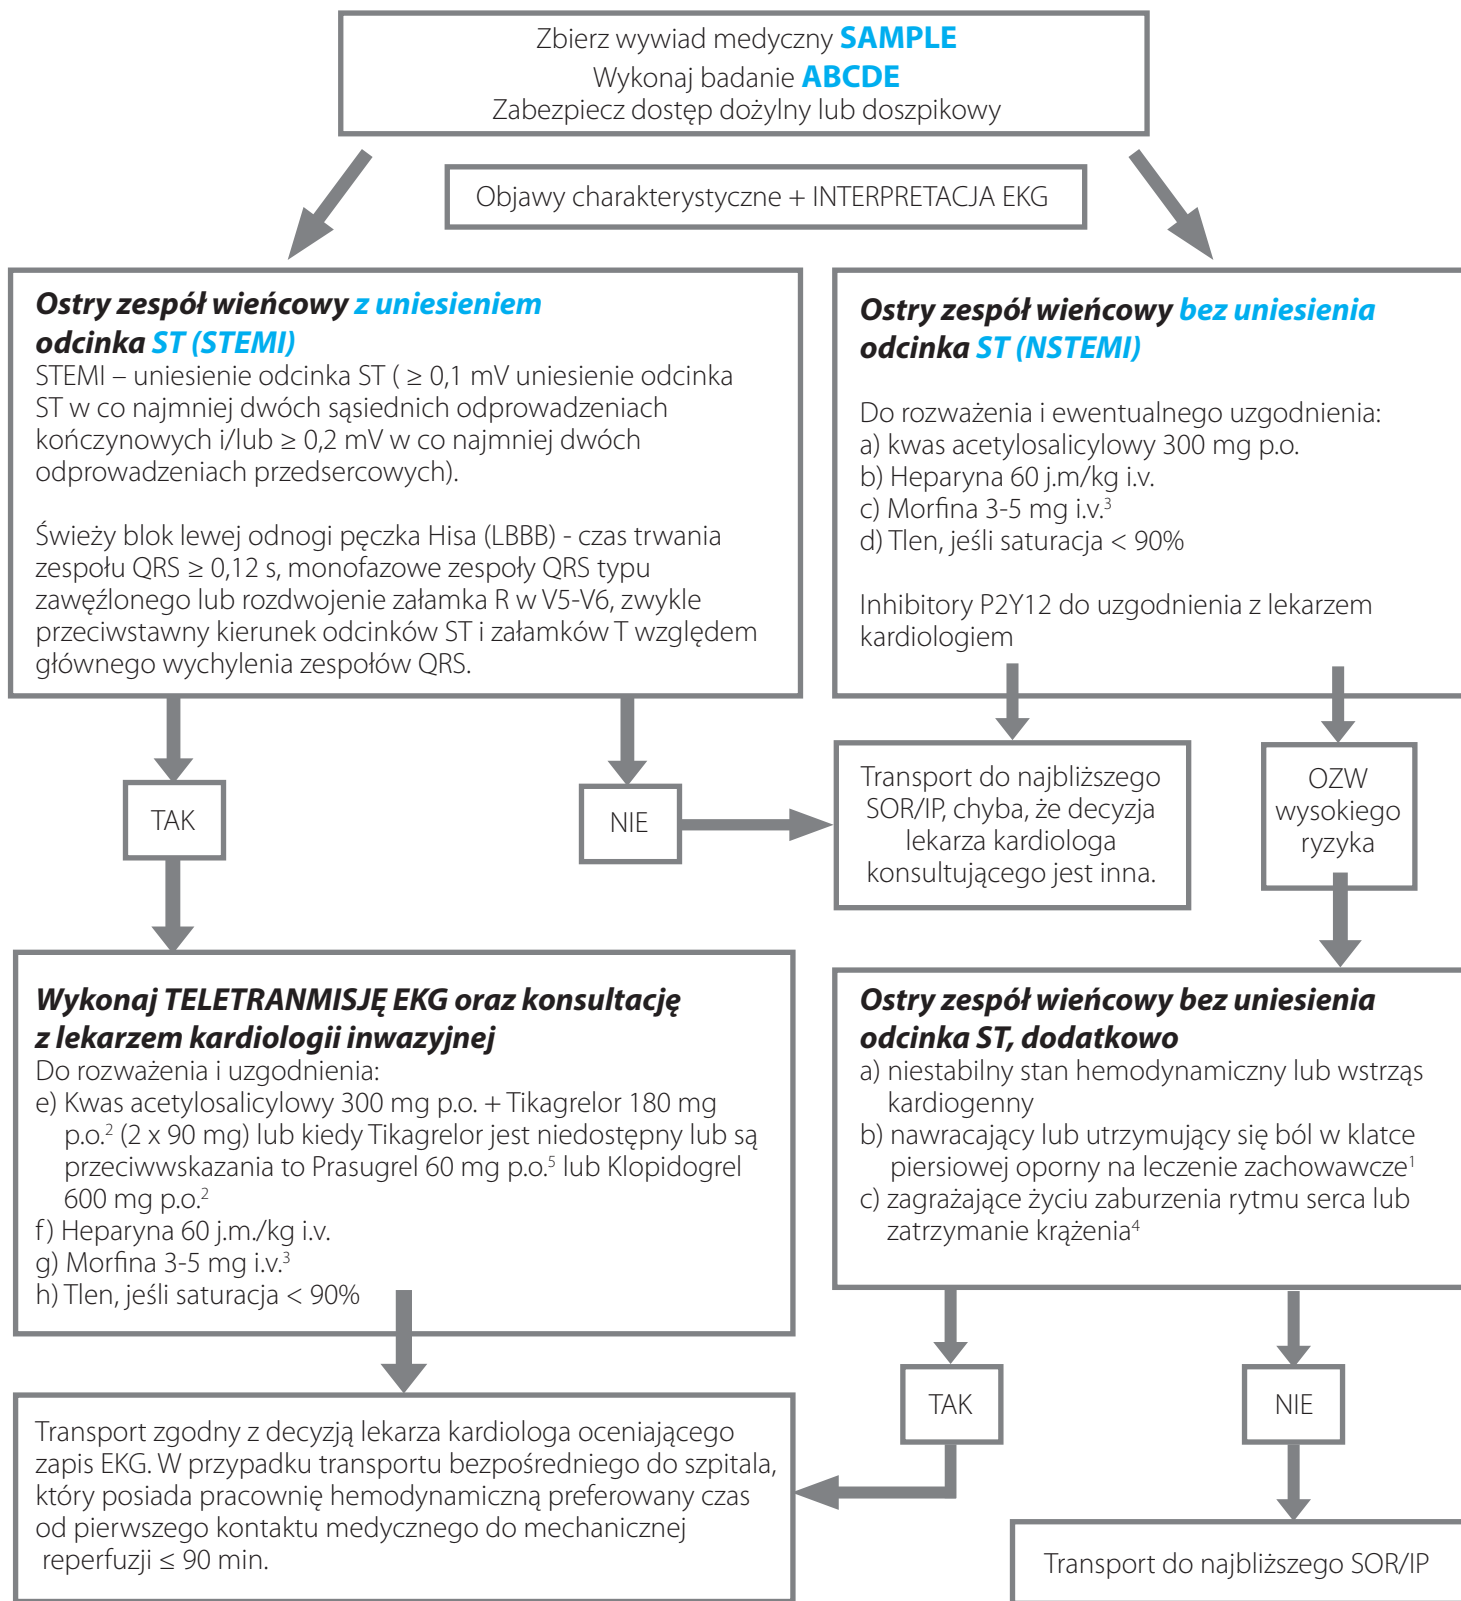 Zbierz wywiad medyczny SAMPLE
Wykonaj badanie ABCDE
Zabezpiecz dostęp dożylny lub doszpikowy
Objawy charakterystyczne + INTERPRETACJA EKG
Ostry zespół wieńcowy z uniesieniem
odcinka ST (STEMI)
STEMI – uniesienie odcinka ST ( ≥ 0,1 mV uniesienie odcinka
ST w co najmniej dwóch sąsiednich odprowadzeniach
kończynowych i/lub ≥ 0,2 mV w co najmniej dwóch
odprowadzeniach przedsercowych).
Świeży blok lewej odnogi pęczka Hisa (LBBB) - czas trwania
zespołu QRS ≥ 0,12 s, monofazowe zespoły QRS typu
zawęźlonego lub rozdwojenie załamka R w V5-V6, zwykle
przeciwstawny kierunek odcinków ST i załamków T względem
głównego wychylenia zespołów QRS.
Ostry zespół wieńcowy bez uniesienia
odcinka ST (NSTEMI)
Do rozważenia i ewentualnego uzgodnienia:
a) kwas acetylosalicylowy 300 mg p.o.
b) Heparyna 60 j.m/kg i.v.
c) Morfina 3-5 mg i.v.³
d) Tlen, jeśli saturacja < 90%
Inhibitory P2Y12 do uzgodnienia z lekarzem
kardiologiem
TAK
NIE
Transport do najbliższego
SOR/IP, chyba, że decyzja
lekarza kardiologa
konsultującego jest inna.
OZW
wysokiego
ryzyka
Wykonaj TELETRANMISJĘ EKG oraz konsultację
z lekarzem kardiologii inwazyjnej
Do rozważenia i uzgodnienia:
e) Kwas acetylosalicylowy 300 mg p.o. + Tikagrelor 180 mg
p.o.² (2 x 90 mg) lub kiedy Tikagrelor jest niedostępny lub są
przeciwwskazania to Prasugrel 60 mg p.o.⁵ lub Klopidogrel
600 mg p.o.²
f) Heparyna 60 j.m./kg i.v.
g) Morfina 3-5 mg i.v.³
h) Tlen, jeśli saturacja < 90%
Ostry zespół wieńcowy bez uniesienia
odcinka ST, dodatkowo
a) niestabilny stan hemodynamiczny lub wstrząs
kardiogenny
b) nawracający lub utrzymujący się ból w klatce
piersiowej oporny na leczenie zachowawcze¹
c) zagrażające życiu zaburzenia rytmu serca lub
zatrzymanie krążenia⁴
TAK
NIE
Transport zgodny z decyzją lekarza kardiologa oceniającego
zapis EKG. W przypadku transportu bezpośredniego do szpitala,
który posiada pracownię hemodynamiczną preferowany czas
od pierwszego kontaktu medycznego do mechanicznej
reperfuzji ≤ 90 min.
Transport do najbliższego SOR/IP